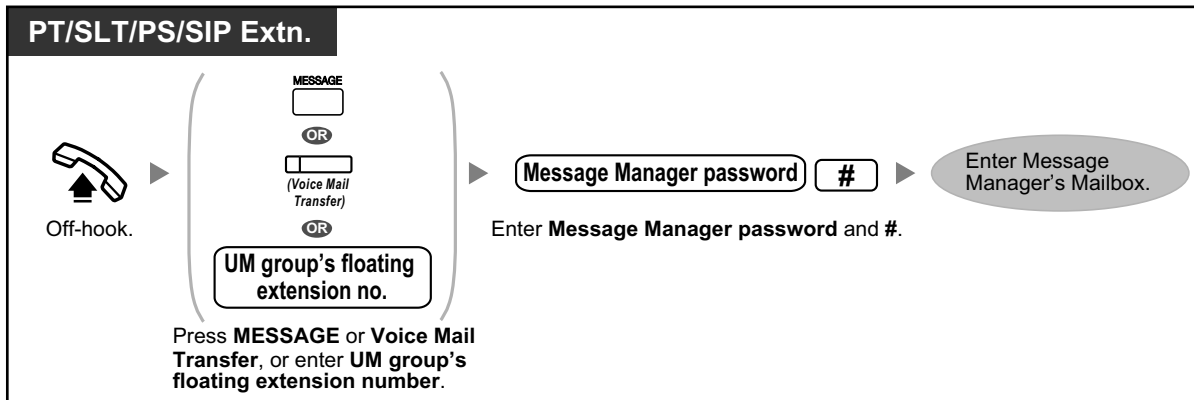 PT/SLT/PS/SIP Extn.
Off-hook.
MESSAGE
OR
(Voice Mail
Transfer)
OR
UM group's floating
extension no.
Press MESSAGE or Voice Mail
Transfer, or enter UM group's
floating extension number.
Message Manager password #
Enter Message Manager password and #.
Enter Message
Manager's Mailbox.